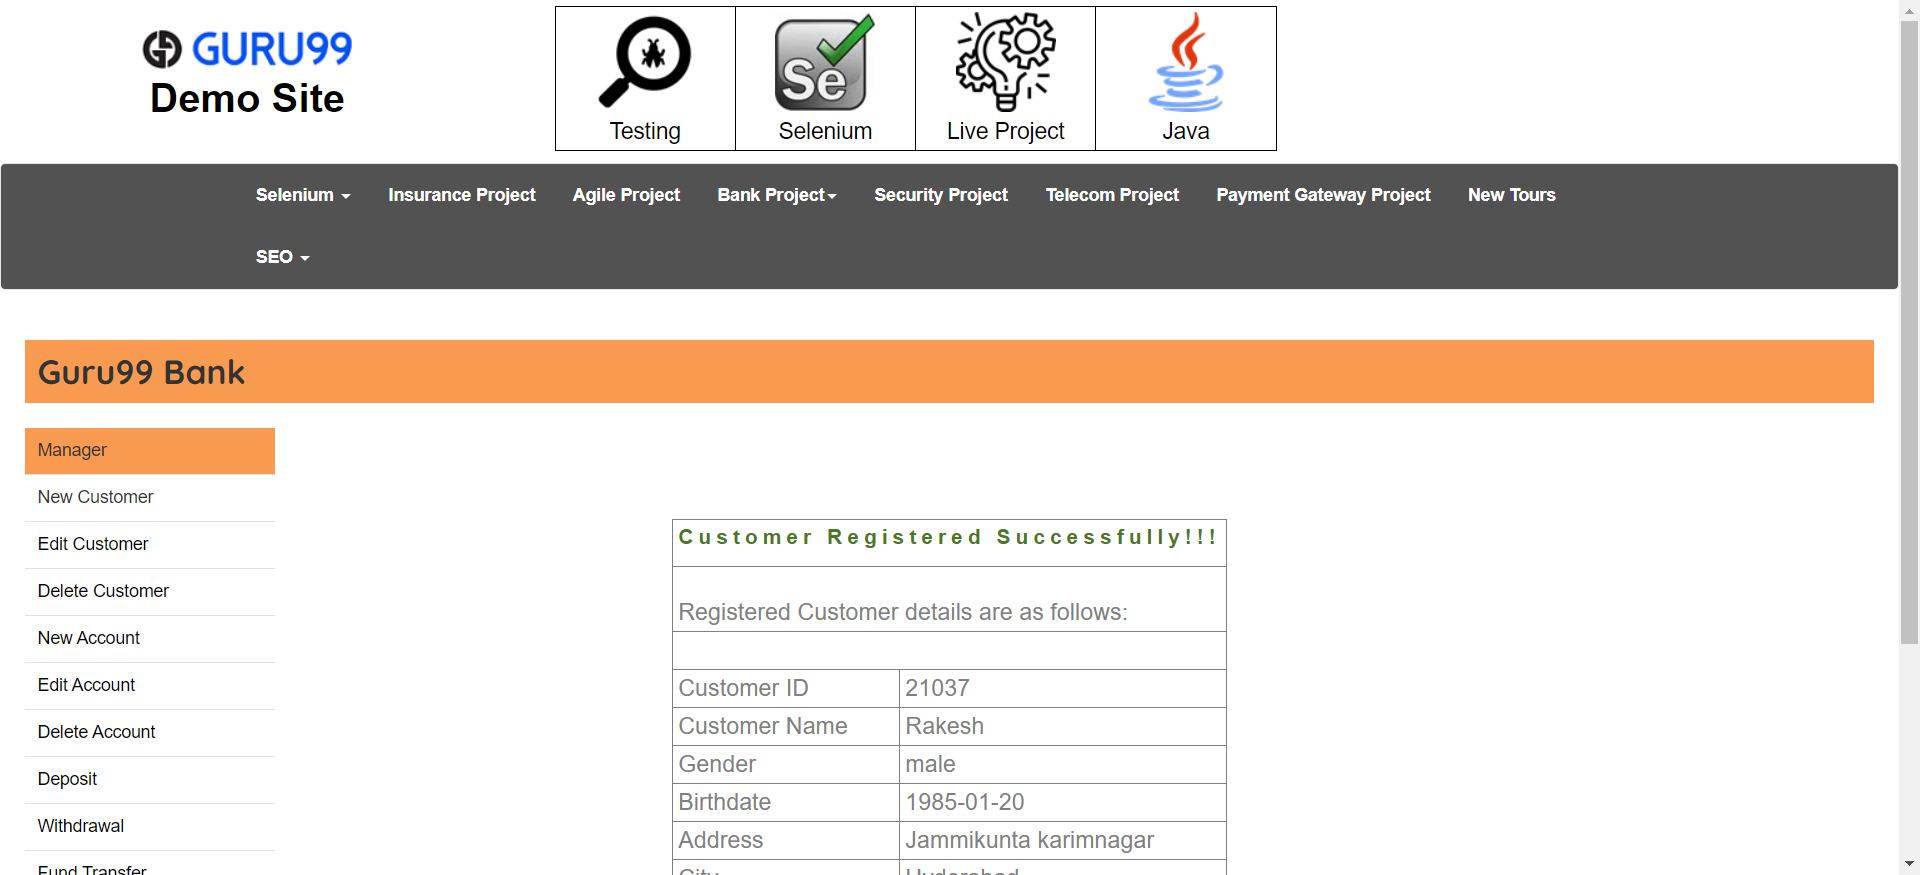 GURU99
Demo Site
Testing
Selenium
Live Project
Java
Selenium
Insurance Project
Agile Project
Bank Project
Security Project
Telecom Project
Payment Gateway Project
New Tours
SEO
Guru99 Bank
Manager
New Customer
Edit Customer
Delete Customer
New Account
Edit Account
Delete Account
Deposit
Withdrawal
Fund Transfer
Customer Registered Successfully!!!
Registered Customer details are as follows:
Customer ID 21037
Customer Name Rakesh
Gender male
Birthdate 1985-01-20
Address Jammikunta karimnagar
City Hyderabad